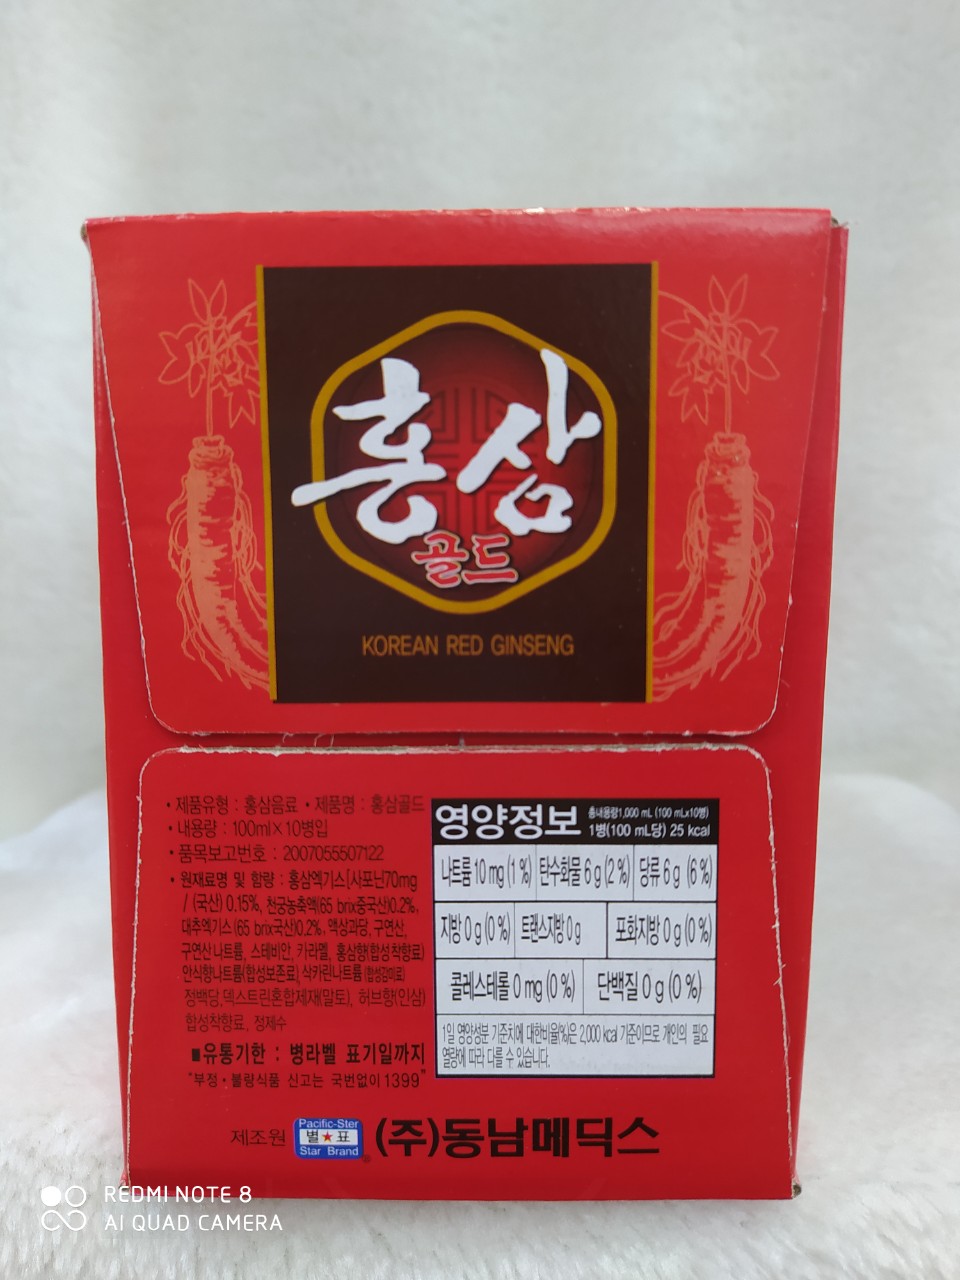 홍삼
골드
KOREAN RED GINSENG
• 제품유형 : 홍삼음료 • 제품명 : 홍삼골드
• 내용량 : 100ml×10병입
• 품목보고번호 : 2007055507122
• 원재료명 및 함량 : 홍삼엑기스[사포닌70mg
/ (국산) 0.15%, 천궁농축액(65 brix중국산)0.2%,
대추엑기스(65 brix국산)0.2%, 액상과당, 구연산,
구연산나트륨, 스테비안, 카라멜, 홍삼향(합성착향료)
안식향나트륨(합성보존료), 삭카린나트륨(합성감미료)
정백당,덱스트린혼합제재(말토), 허브향(인삼)
합성착향료, 정제수
■유통기한 : 병라벨 표기일까지
"부정•불량식품 신고는 국번없이 1399"
영양정보
총내용량1,000 mL (100 mL×10병)
1병(100 mL당) 25 kcal
나트륨 10 mg (1 %) 탄수화물 6 g (2 %) 당류 6 g (6 %)
지방 0 g (0 %) 트랜스지방 0 g 포화지방 0 g (0 %)
콜레스테롤 0 mg (0 %) 단백질 0 g (0 %)
1일 영양성분 기준치에 대한비율(%)은 2,000 kcal 기준이므로 개인의 필요
열량에 따라 다를 수 있습니다.
제조원
Pacific-Ster
별★표
Star Brand
(주)동남메딕스
REDMI NOTE 8
AI QUAD CAMERA